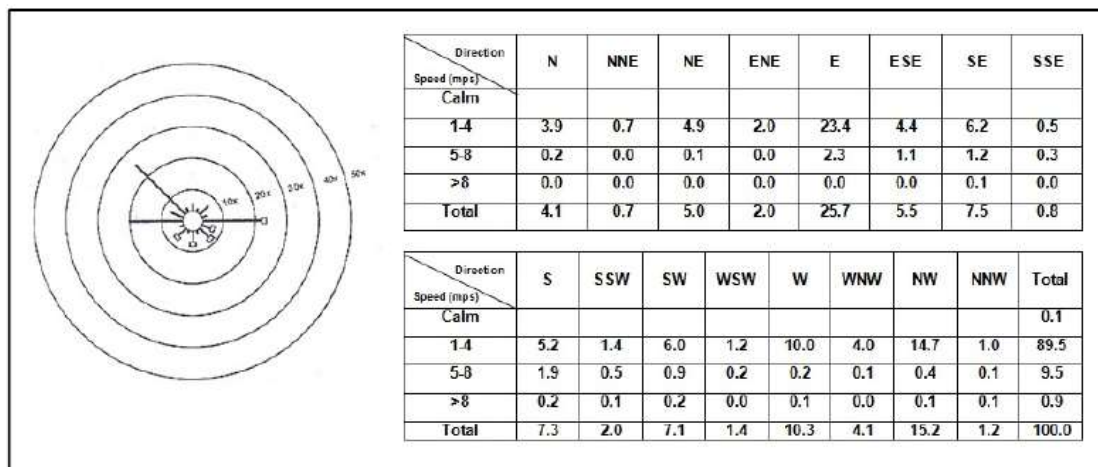 10x 20x 20x 40x 50x
Direction N NNE NE ENE E ESE SE SSE
Speed (mps)
Calm
1-4 3.9 0.7 4.9 2.0 23.4 4.4 6.2 0.5
5-8 0.2 0.0 0.1 0.0 2.3 1.1 1.2 0.3
>8 0.0 0.0 0.0 0.0 0.0 0.0 0.1 0.0
Total 4.1 0.7 5.0 2.0 25.7 5.5 7.5 0.8
Direction S SSW SW WSW W WNW NW NNW Total
Speed (mps)
Calm 0.1
1-4 5.2 1.4 6.0 1.2 10.0 4.0 14.7 1.0 89.5
5-8 1.9 0.5 0.9 0.2 0.2 0.1 0.4 0.1 9.5
>8 0.2 0.1 0.2 0.0 0.1 0.0 0.1 0.1 0.9
Total 7.3 2.0 7.1 1.4 10.3 4.1 15.2 1.2 100.0